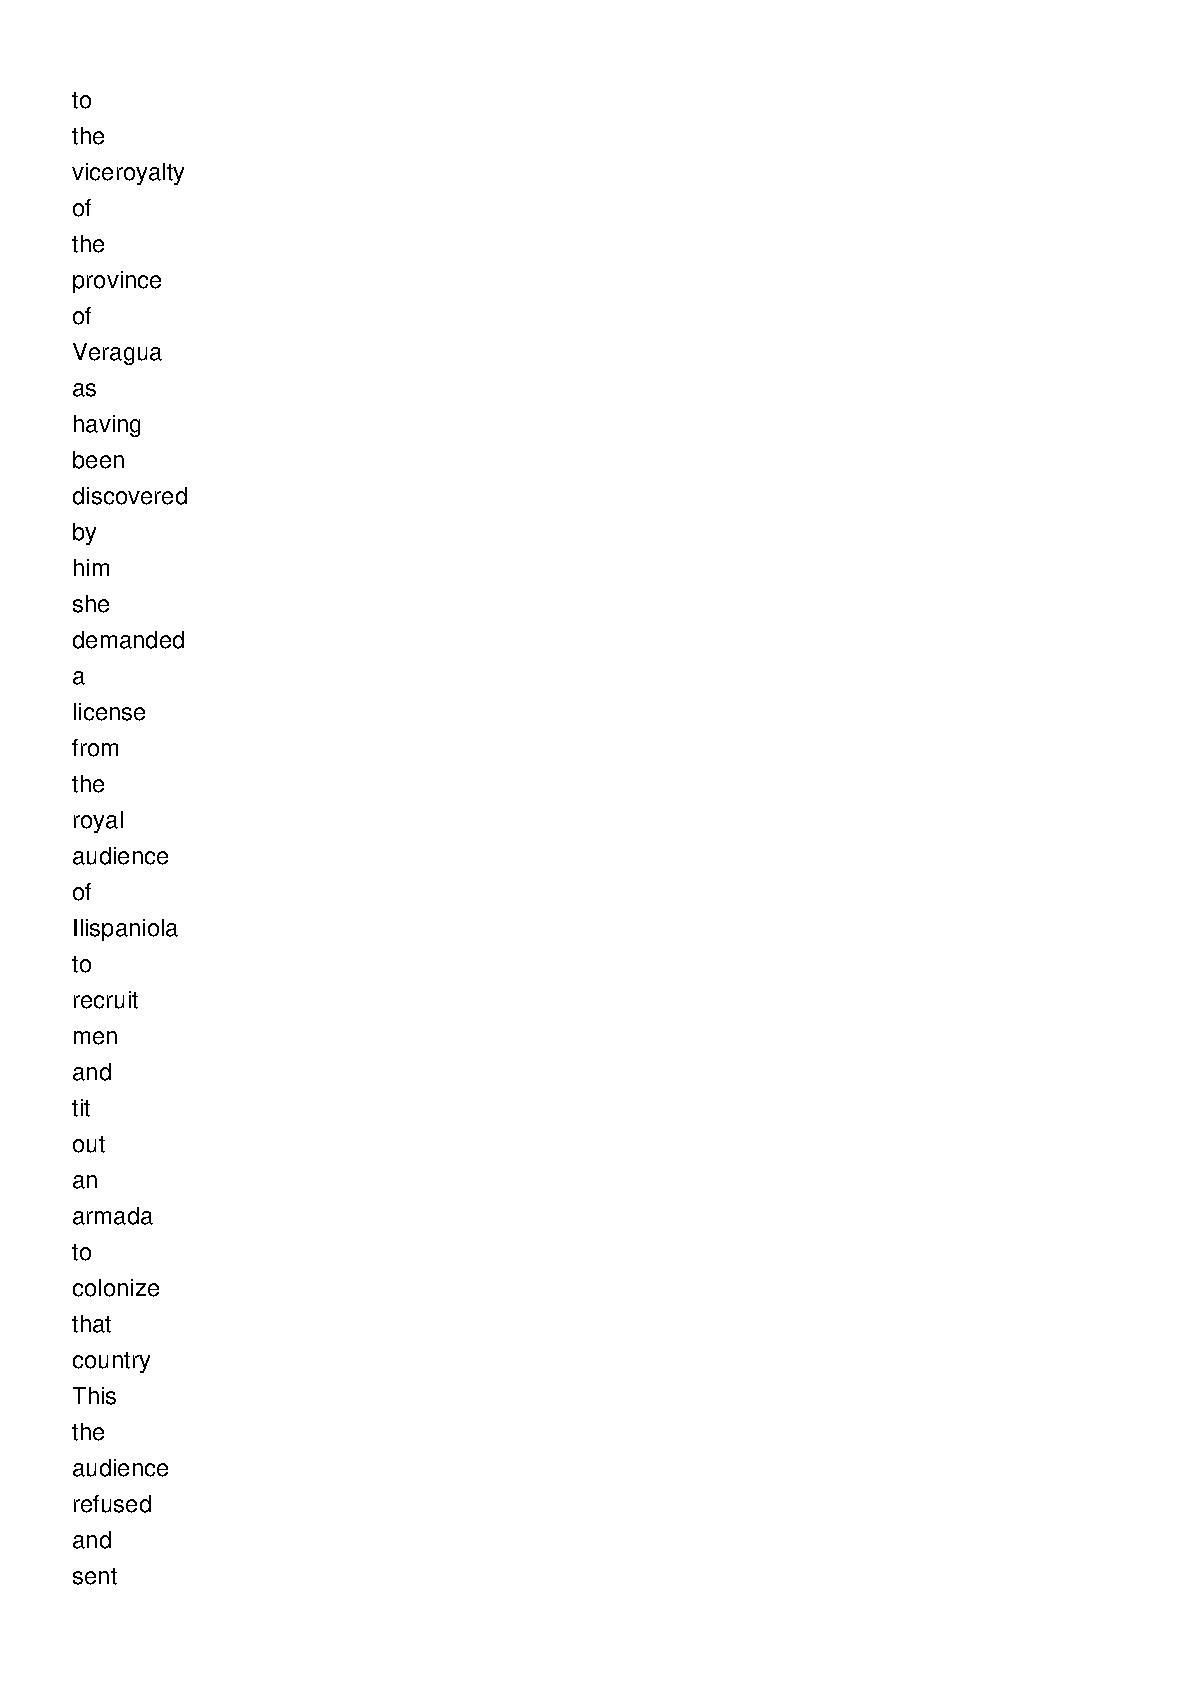 to
the
viceroyalty
of
the
province
of
Veragua
as
having
been
discovered
by
him
she
demanded
a
license
from
the
royal
audience
of
Ilispaniola
to
recruit
men
and
tit
out
an
armada
to
colonize
that
country
This
the
audience
refused
and
sent